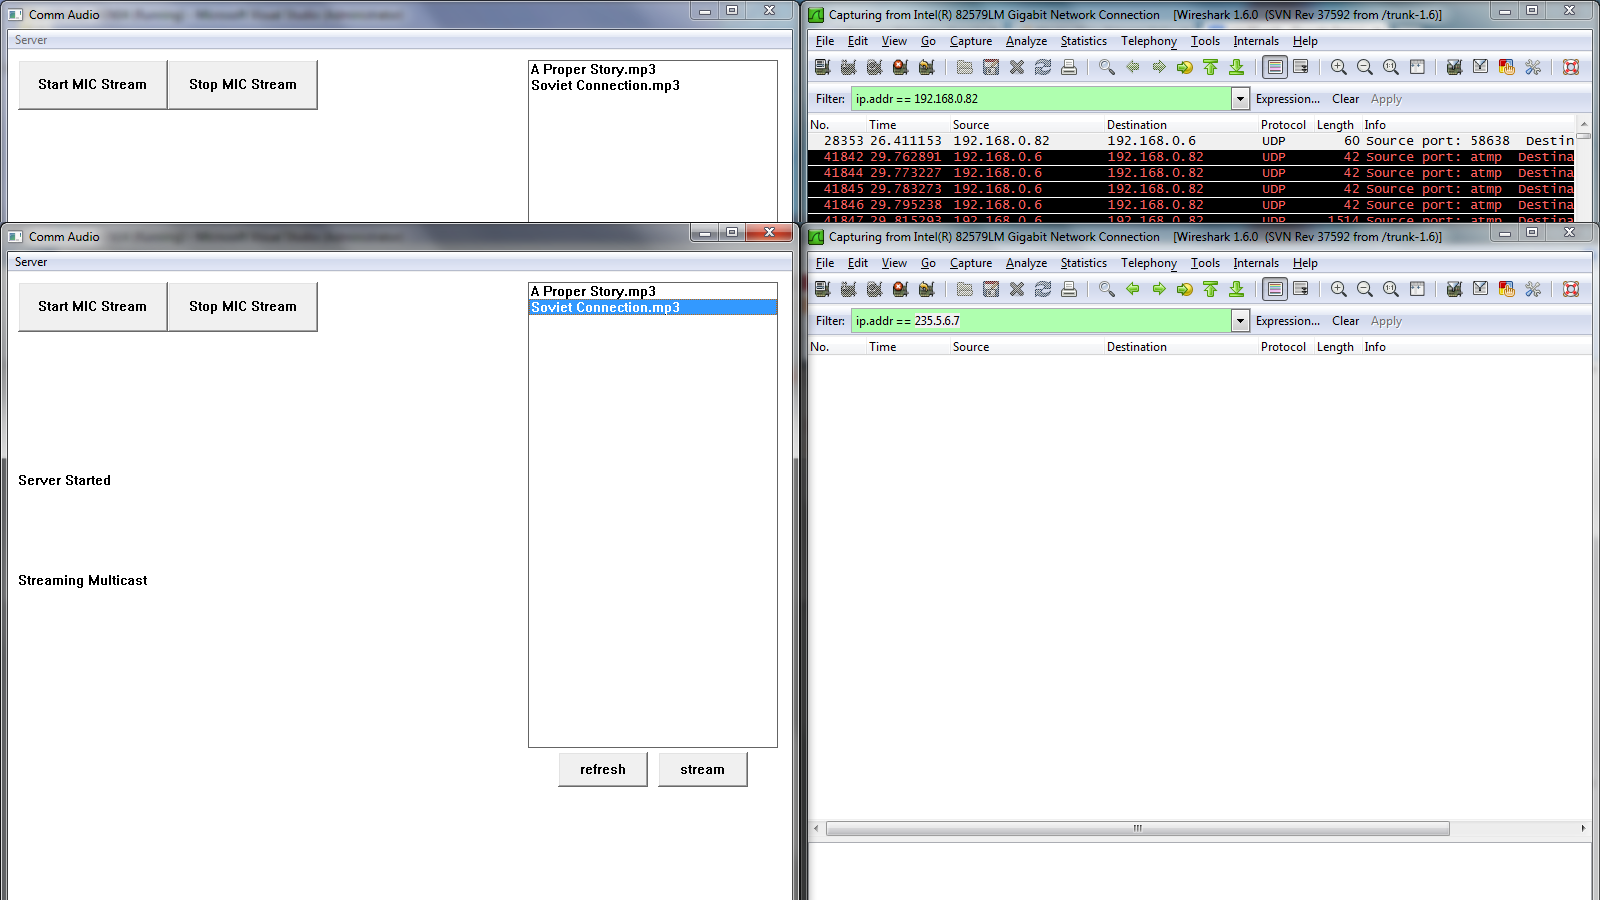 Comm Audio
Server
Start MIC Stream Stop MIC Stream
A Proper Story.mp3
Soviet Connection.mp3
Capturing from Intel(R) 82579LM Gigabit Network Connection [Wireshark 1.6.0 (SVN Rev 37592 from /trunk-1.6)]
File Edit View Go Capture Analyze Statistics Telephony Tools Internals Help
Filter: ip.addr == 192.168.0.82 Expression... Clear Apply
No. Time Source Destination Protocol Length Info
28353 26.411153 192.168.0.82 192.168.0.6 UDP 60 Source port: 58638 Destin
41842 29.762891 192.168.0.6 192.168.0.82 UDP 42 Source port: atmp Destina
41844 29.773227 192.168.0.6 192.168.0.82 UDP 42 Source port: atmp Destina
41845 29.783273 192.168.0.6 192.168.0.82 UDP 42 Source port: atmp Destina
41846 29.795238 192.168.0.6 192.168.0.82 UDP 42 Source port: atmp Destina
41847 29.815293 192.168.0.6 192.168.0.82 UDP 1514 Source port: atmp Destina
Comm Audio
Server
Start MIC Stream Stop MIC Stream
A Proper Story.mp3
Soviet Connection.mp3
Server Started
Streaming Multicast
refresh stream
Capturing from Intel(R) 82579LM Gigabit Network Connection [Wireshark 1.6.0 (SVN Rev 37592 from /trunk-1.6)]
File Edit View Go Capture Analyze Statistics Telephony Tools Internals Help
Filter: ip.addr == 235.5.6.7 Expression... Clear Apply
No. Time Source Destination Protocol Length Info